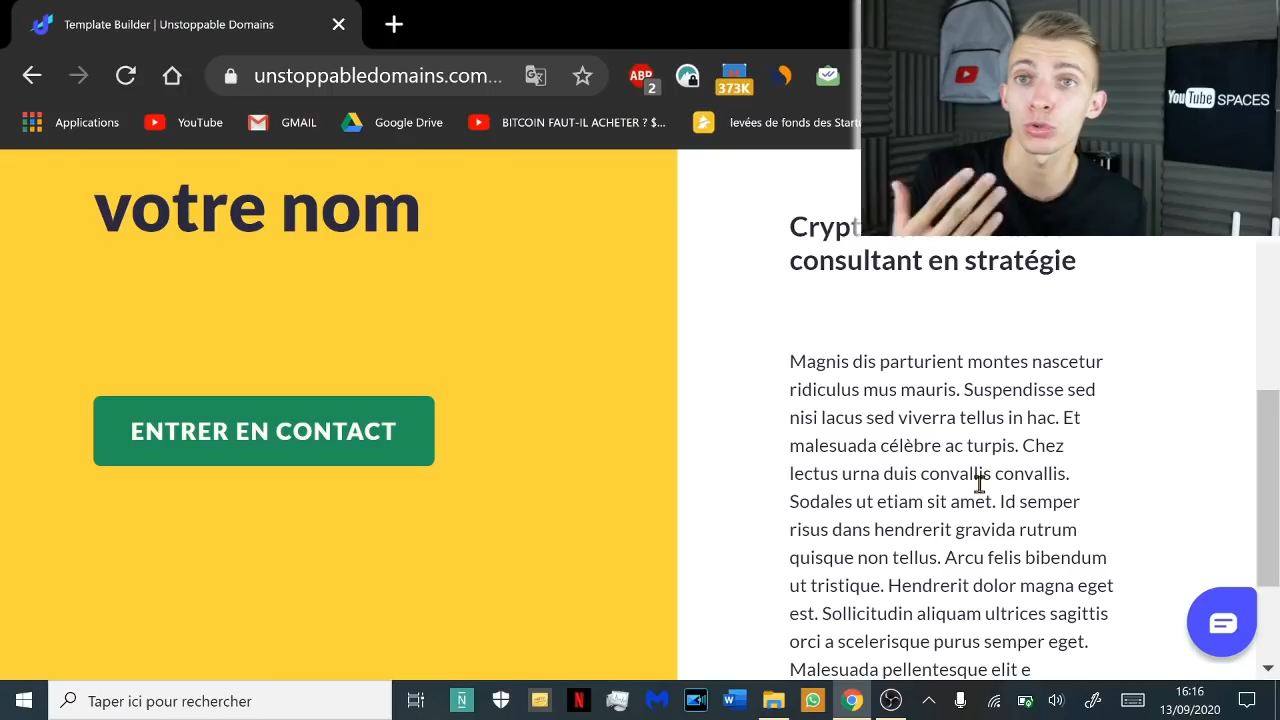 Template Builder | Unstoppable Domains
unstoppabledomains.com...
ABP
2
373K
Applications
YouTube
GMAIL
Google Drive
BITCOIN FAUT-IL ACHETER ? $...
levées de fonds des Start
YouTube SPACES
votre nom
ENTRER EN CONTACT
consultant en stratégie
Magnis dis parturient montes nascetur
ridiculus mus mauris. Suspendisse sed
nisi lacus sed viverra tellus in hac. Et
malesuada célèbre ac turpis. Chez
lectus urna duis convallis convallis.
Sodales ut etiam sit amet. Id semper
risus dans hendrerit gravida rutrum
quisque non tellus. Arcu felis bibendum
ut tristique. Hendrerit dolor magna eget
est. Sollicitudin aliquam ultrices sagittis
orci a scelerisque purus semper eget.
Malesuada pellentesque elit e
Taper ici pour rechercher
16:16
13/09/2020